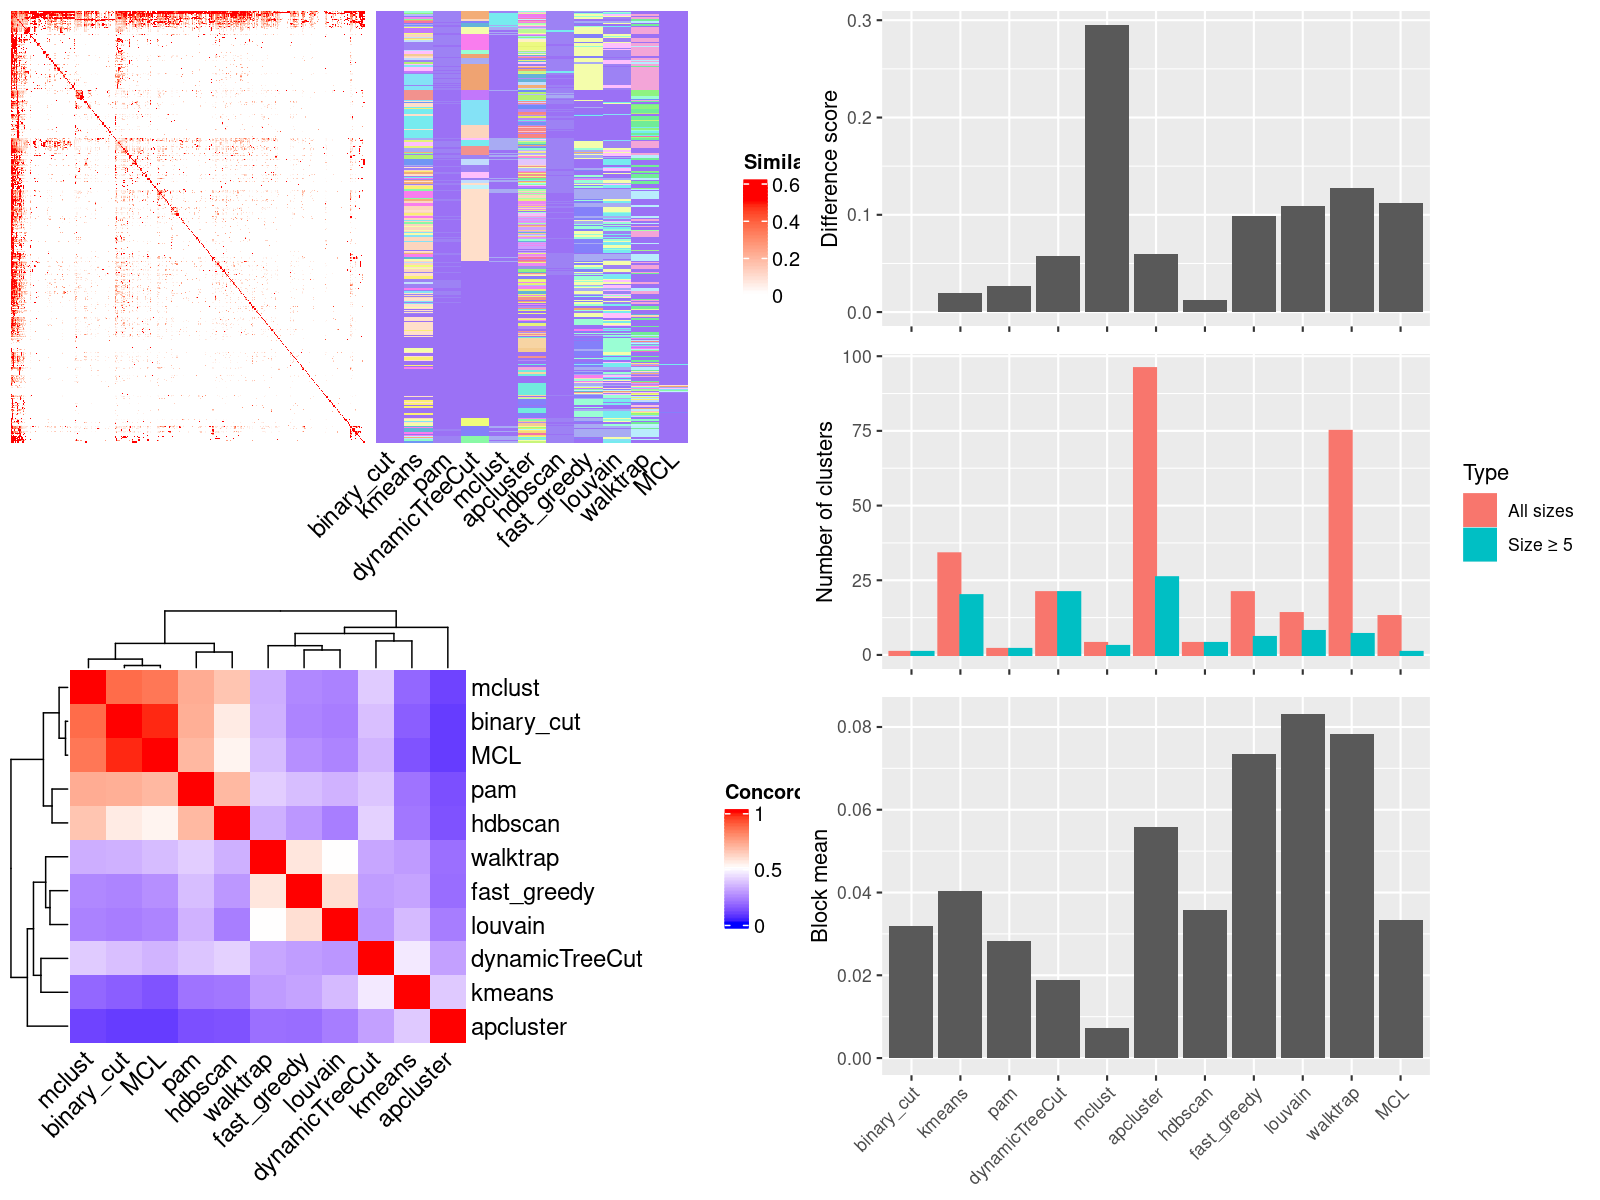 Simila
0.6
0.4
0.2
0
binary_cut
kmeans
pam
dynamicTreeCut
mclust
apcluster
hdbscan
fast_greedy
louvain
walktrap
MCL
mclust
binary_cut
MCL
pam
hdbscan
walktrap
fast_greedy
louvain
dynamicTreeCut
kmeans
apcluster
Concord
1
0.5
0
mclust
binary_cut
MCL
pam
hdbscan
walktrap
fast_greedy
louvain
dynamicTreeCut
kmeans
apcluster
Difference score
0.3
0.2
0.1
0.0
Number of clusters
100
75
50
25
0
Type
All sizes
Size ≥ 5
Block mean
0.08
0.06
0.04
0.02
0.00
binary_cut
kmeans
pam
dynamicTreeCut
mclust
apcluster
hdbscan
fast_greedy
louvain
walktrap
MCL